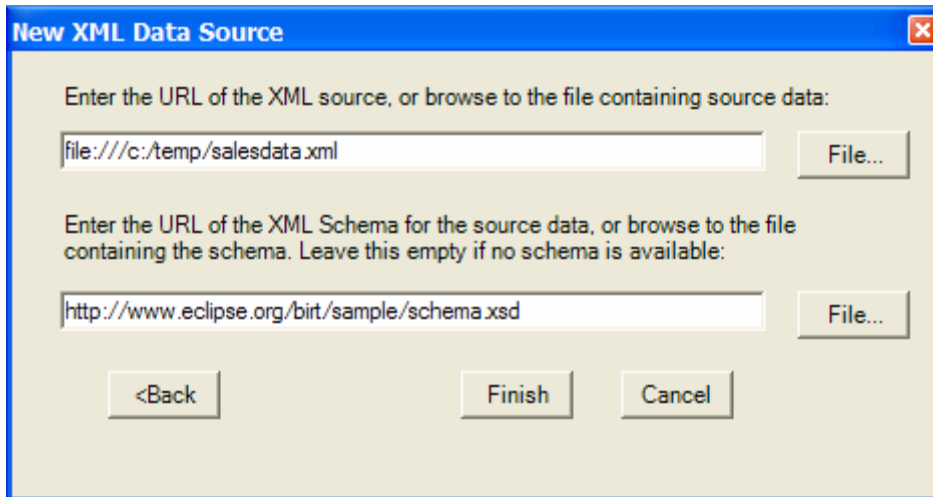 New XML Data Source
Enter the URL of the XML source, or browse to the file containing source data:
file:///c:/temp/salesdata.xml
File...
Enter the URL of the XML Schema for the source data, or browse to the file
containing the schema. Leave this empty if no schema is available:
http://www.eclipse.org/birt/sample/schema.xsd
File...
<Back
Finish
Cancel